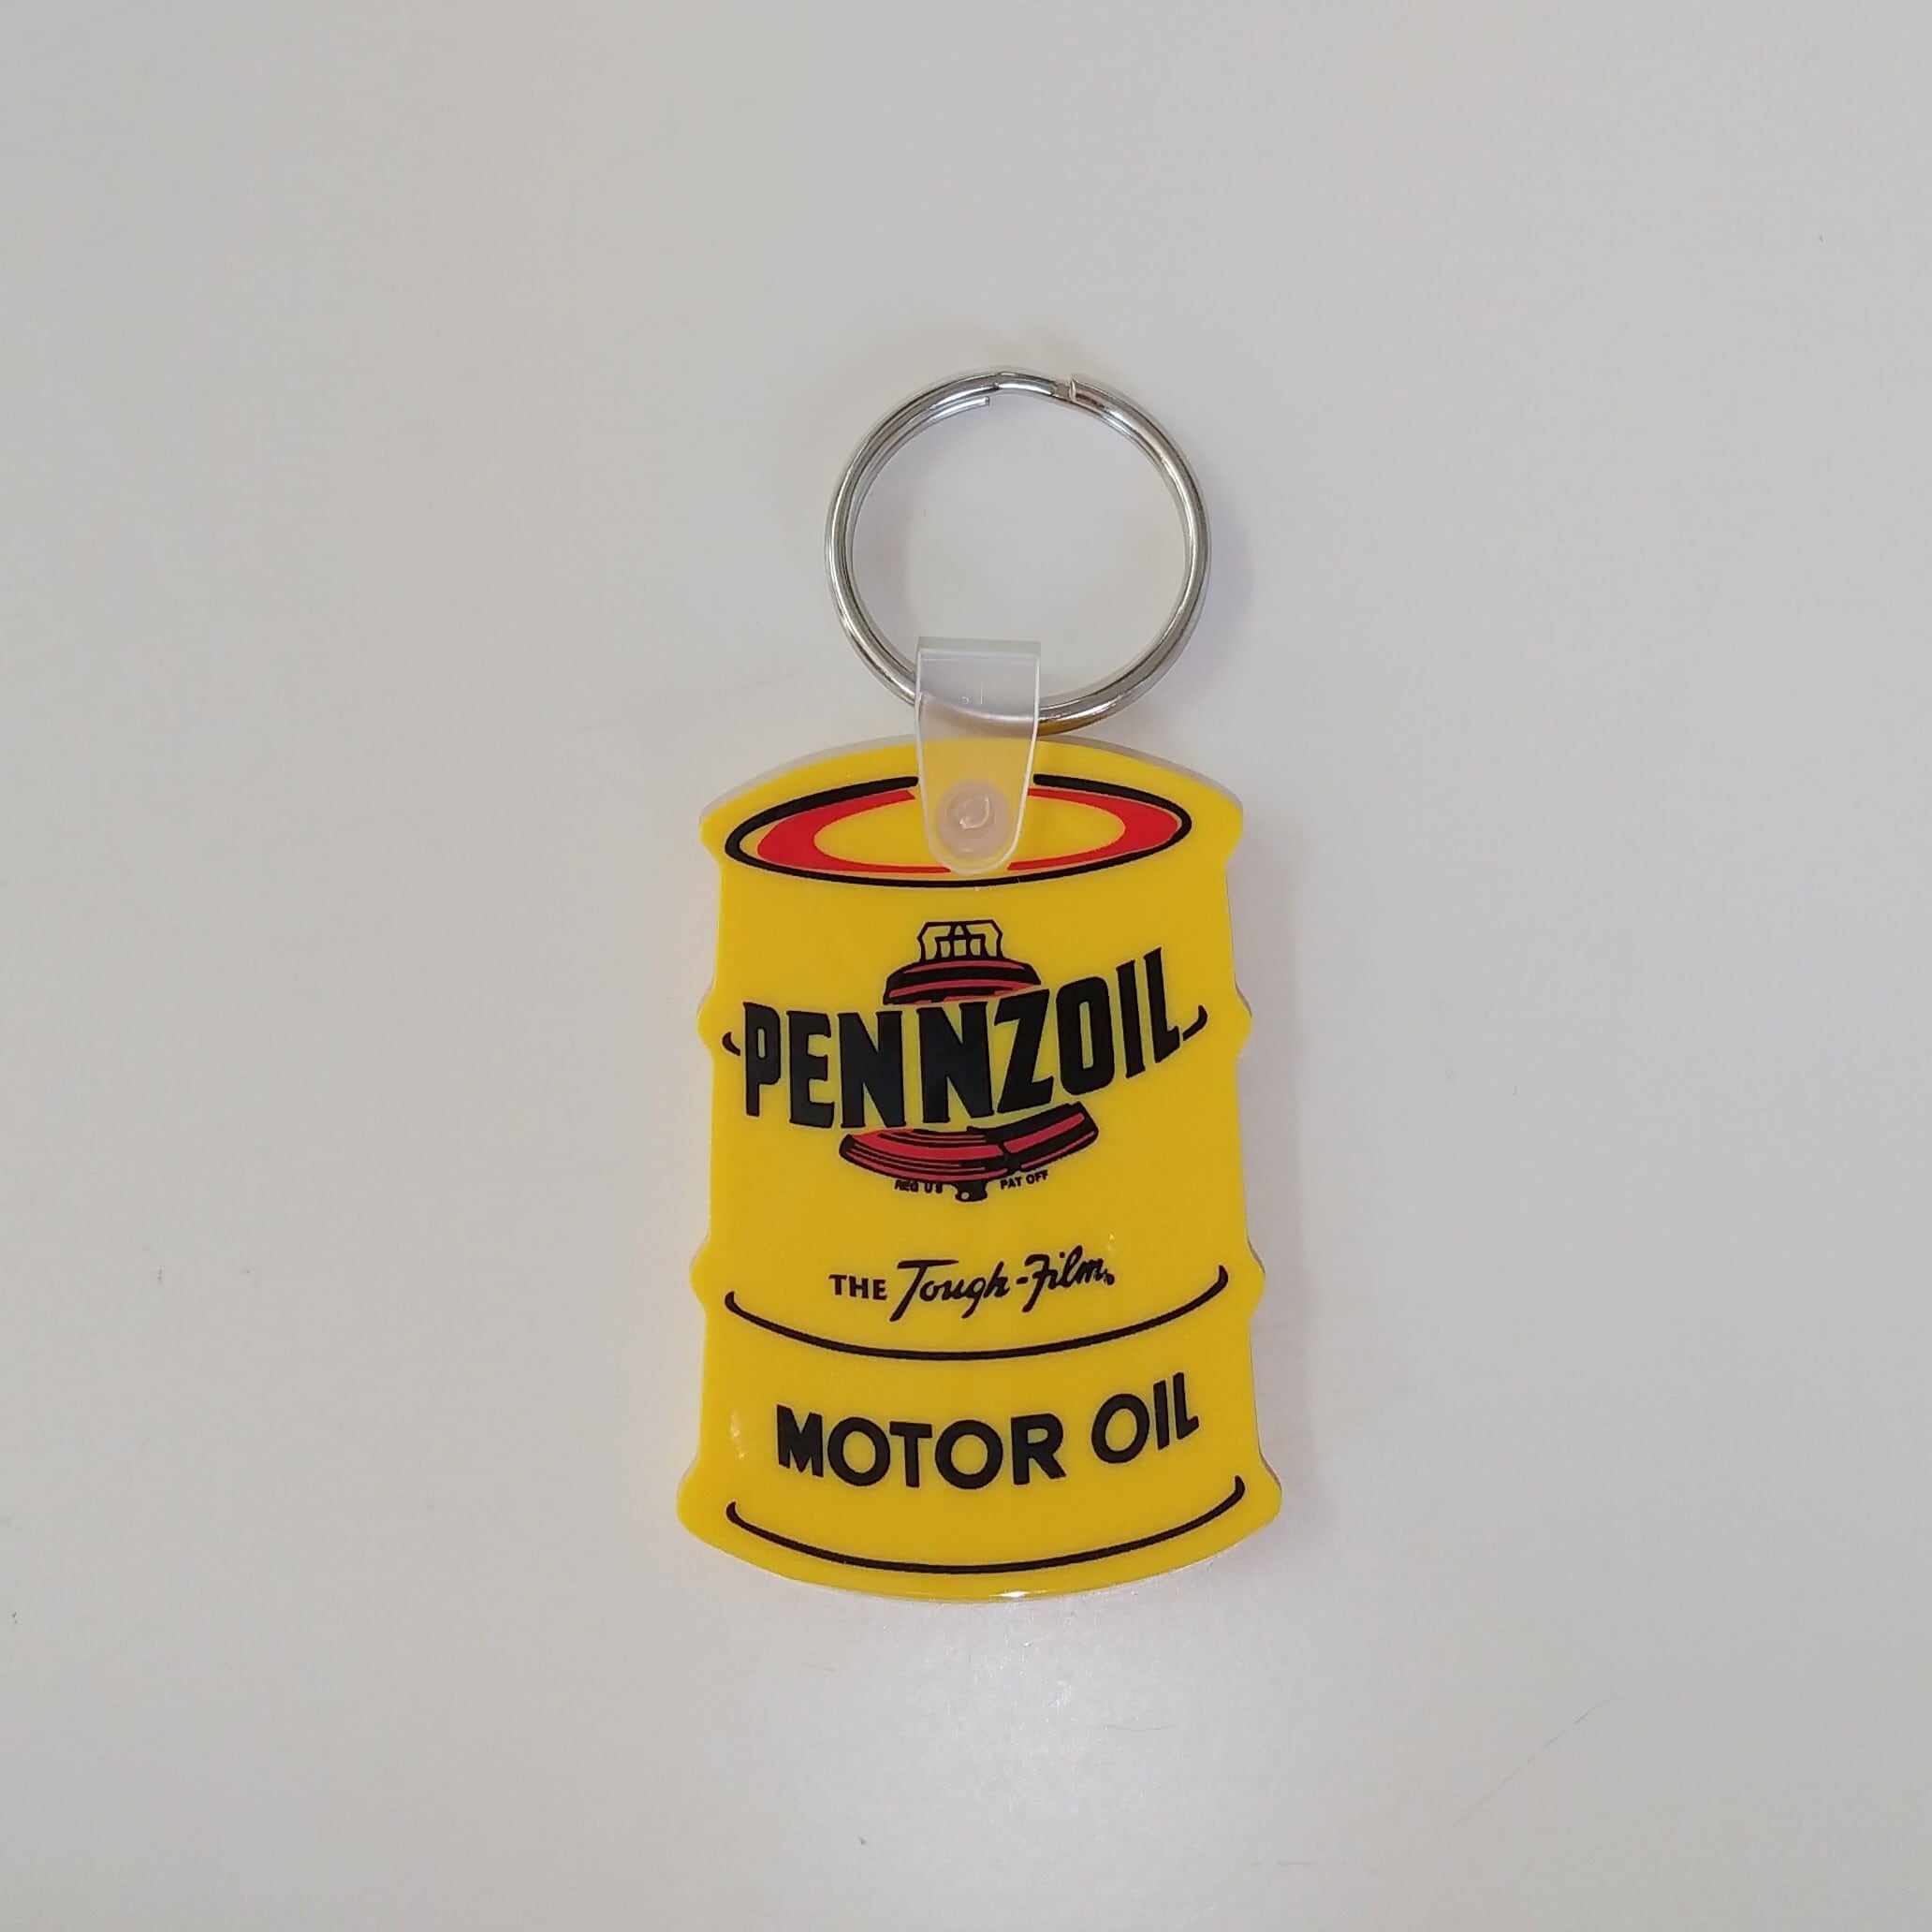 PENNZOIL
REG U S PAT OFF
THE Tough-Film®
MOTOR OIL